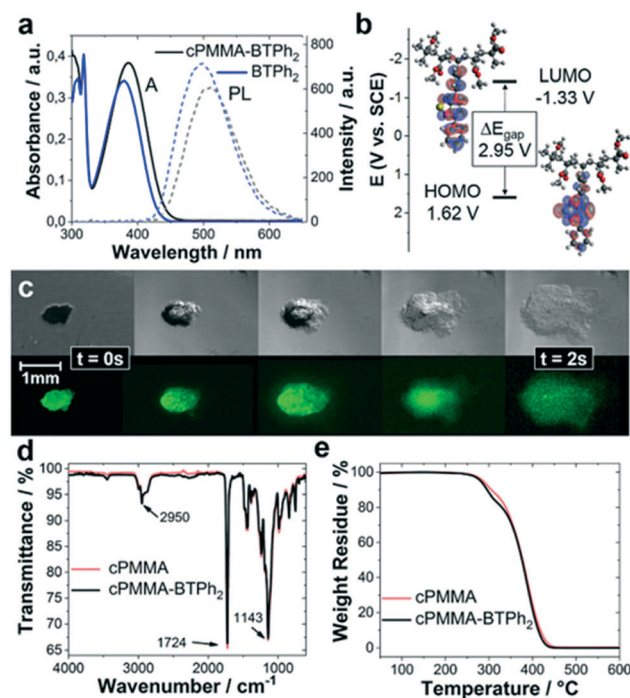 a
0,4
0,3
0,2
0,1
0,0
300
400
500
600
Absorbance / a.u.
Wavelength / nm
cPMMA-BTPh2
BTPh2
A
PL
800
700
600
500
400
300
200
100
0
Intensity / a.u.
b
-2
-1
0
1
2
E (V vs. SCE)
LUMO
-1.33 V
ΔEgap
2.95 V
HOMO
1.62 V
c
t = 0s
t = 2s
1mm
d
100
95
90
85
80
75
70
65
4000
3000
2000
1000
Transmittance / %
Wavenumber / cm-1
2950
cPMMA
cPMMA-BTPh2
1143
1724
e
100
80
60
40
20
0
100
200
300
400
500
600
Weight Residue / %
Temperature / °C
cPMMA
cPMMA-BTPh2